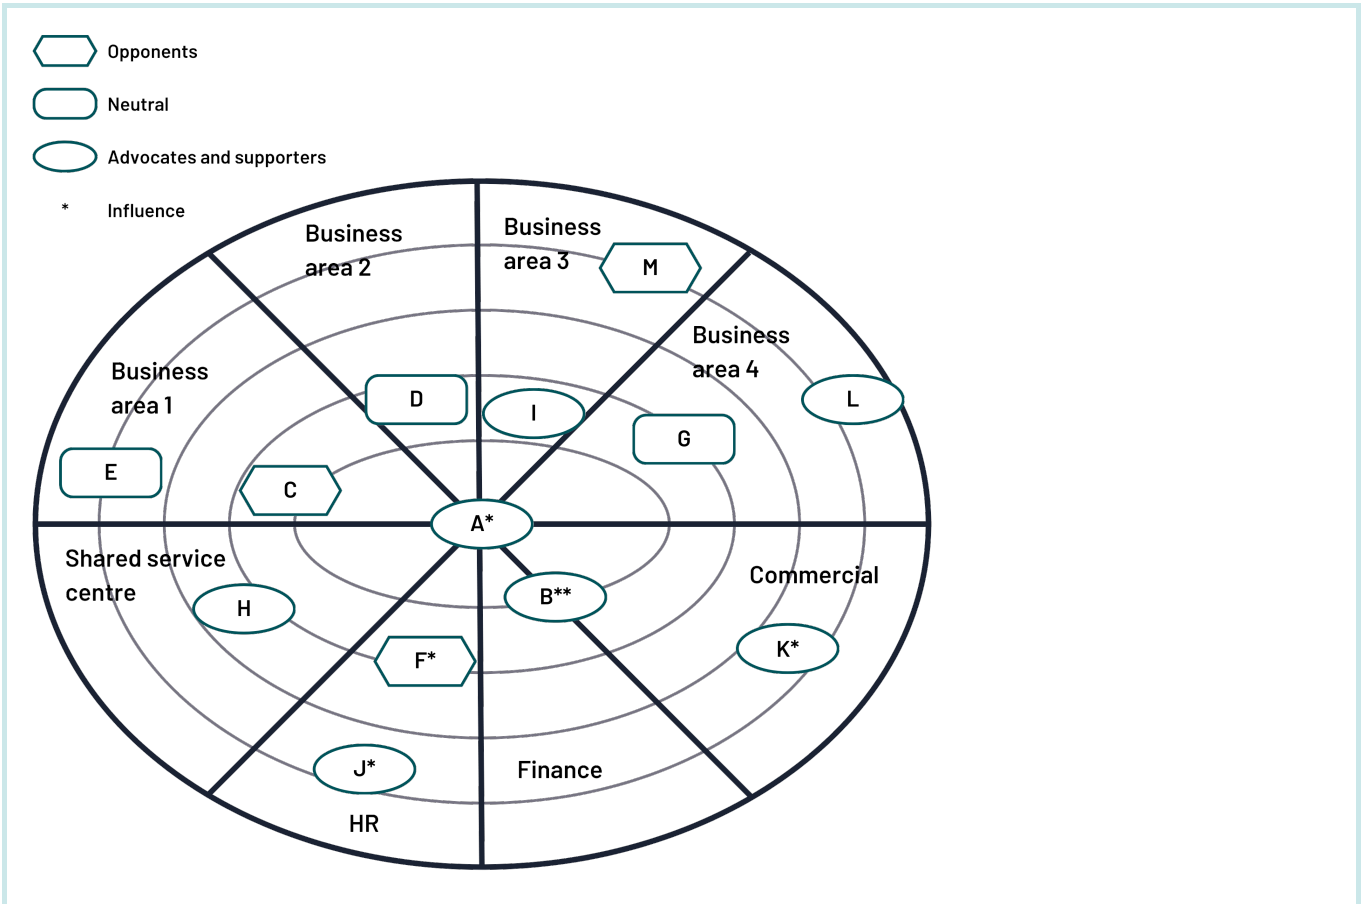 Opponents
Neutral
Advocates and supporters
* Influence
Business
area 2
Business
area 3
M
Business
area 4
Business
area 1
L
D
I
G
E
C
A*
Shared service
centre
Commercial
H
B**
F*
K*
J*
Finance
HR